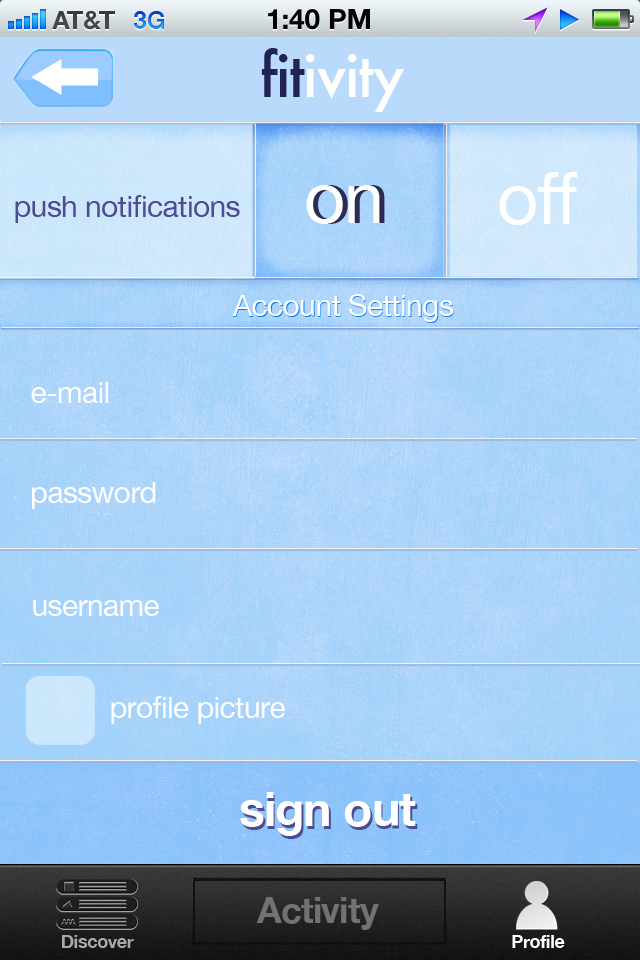 AT&T 3G 1:40 PM
fitivity
push notifications on off
Account Settings
e-mail
password
username
profile picture
sign out
Discover Activity Profile